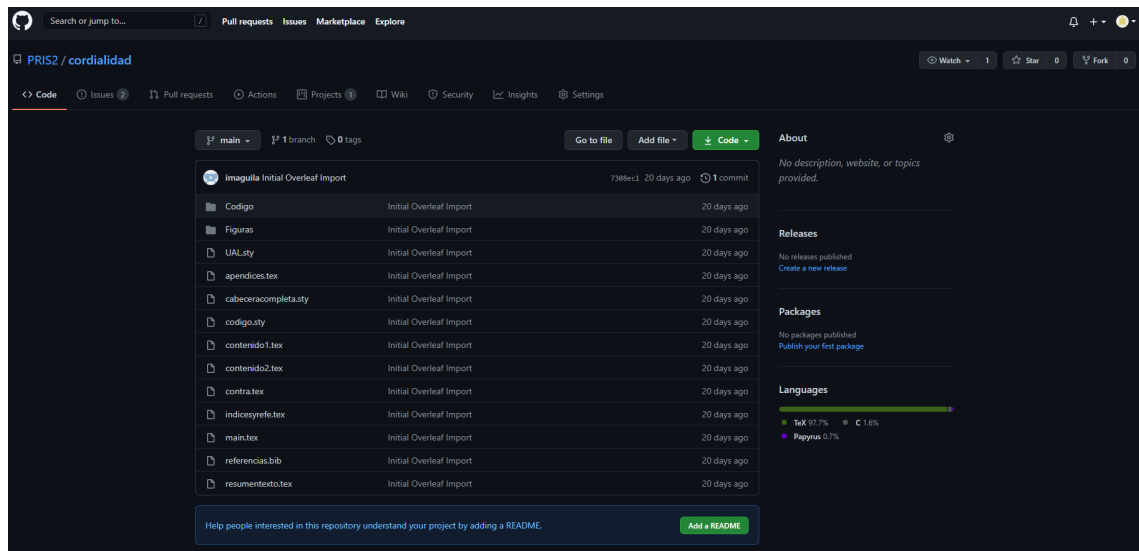 Search or jump to... / Pull requests Issues Marketplace Explore
PRIS2 / cordialidad Watch 1 Star 0 Fork 0
<> Code Issues 2 Pull requests Actions Projects 1 Wiki Security Insights Settings
main 1 branch 0 tags Go to file Add file Code
imaguila Initial Overleaf Import 20 days ago 1 commit
Codigo Initial Overleaf Import 20 days ago
Figuras Initial Overleaf Import 20 days ago
UAL.sty Initial Overleaf Import 20 days ago
apendices.tex Initial Overleaf Import 20 days ago
cabeceracompleta.sty Initial Overleaf Import 20 days ago
codigo.sty Initial Overleaf Import 20 days ago
contenido1.tex Initial Overleaf Import 20 days ago
contenido2.tex Initial Overleaf Import 20 days ago
contra.tex Initial Overleaf Import 20 days ago
indicesyrefe.tex Initial Overleaf Import 20 days ago
main.tex Initial Overleaf Import 20 days ago
referencias.bib Initial Overleaf Import 20 days ago
resumentexto.tex Initial Overleaf Import 20 days ago
Help people interested in this repository understand your project by adding a README. Add a README
About
No description, website, or topics
provided.
Releases
No releases published
Create a new release
Packages
No packages published
Publish your first package
Languages
TeX 97.7% C 1.6%
Papyrus 0.7%